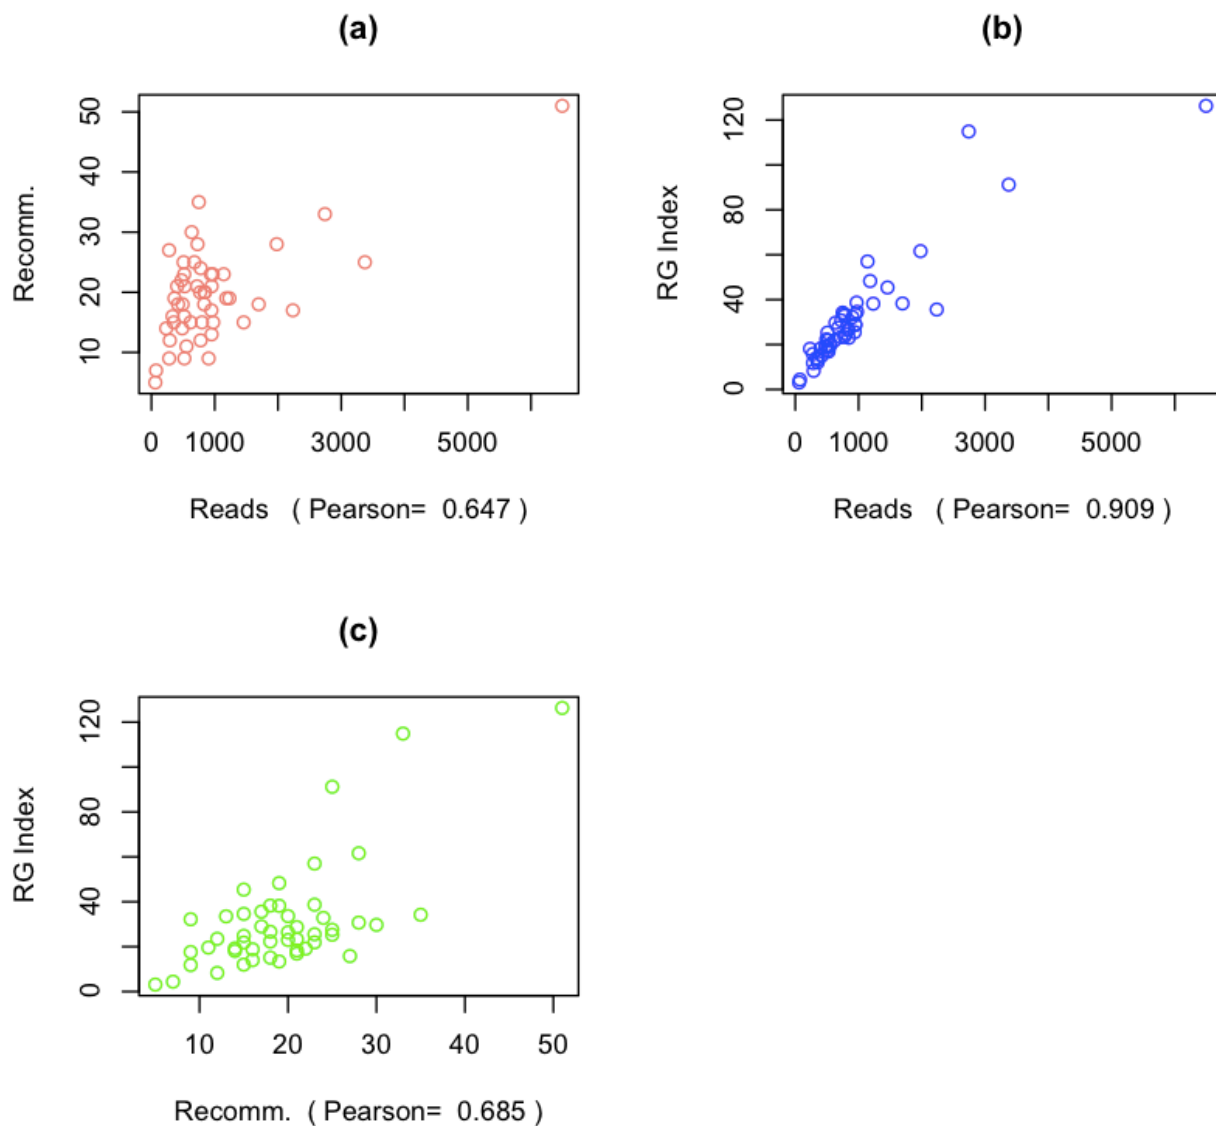 (a)
Recomm.
50
40
30
20
10
0 1000 3000 5000
Reads ( Pearson= 0.647 )
(b)
RG Index
120
80
40
0
0 1000 3000 5000
Reads ( Pearson= 0.909 )
(c)
RG Index
120
80
40
0
10 20 30 40 50
Recomm. ( Pearson= 0.685 )